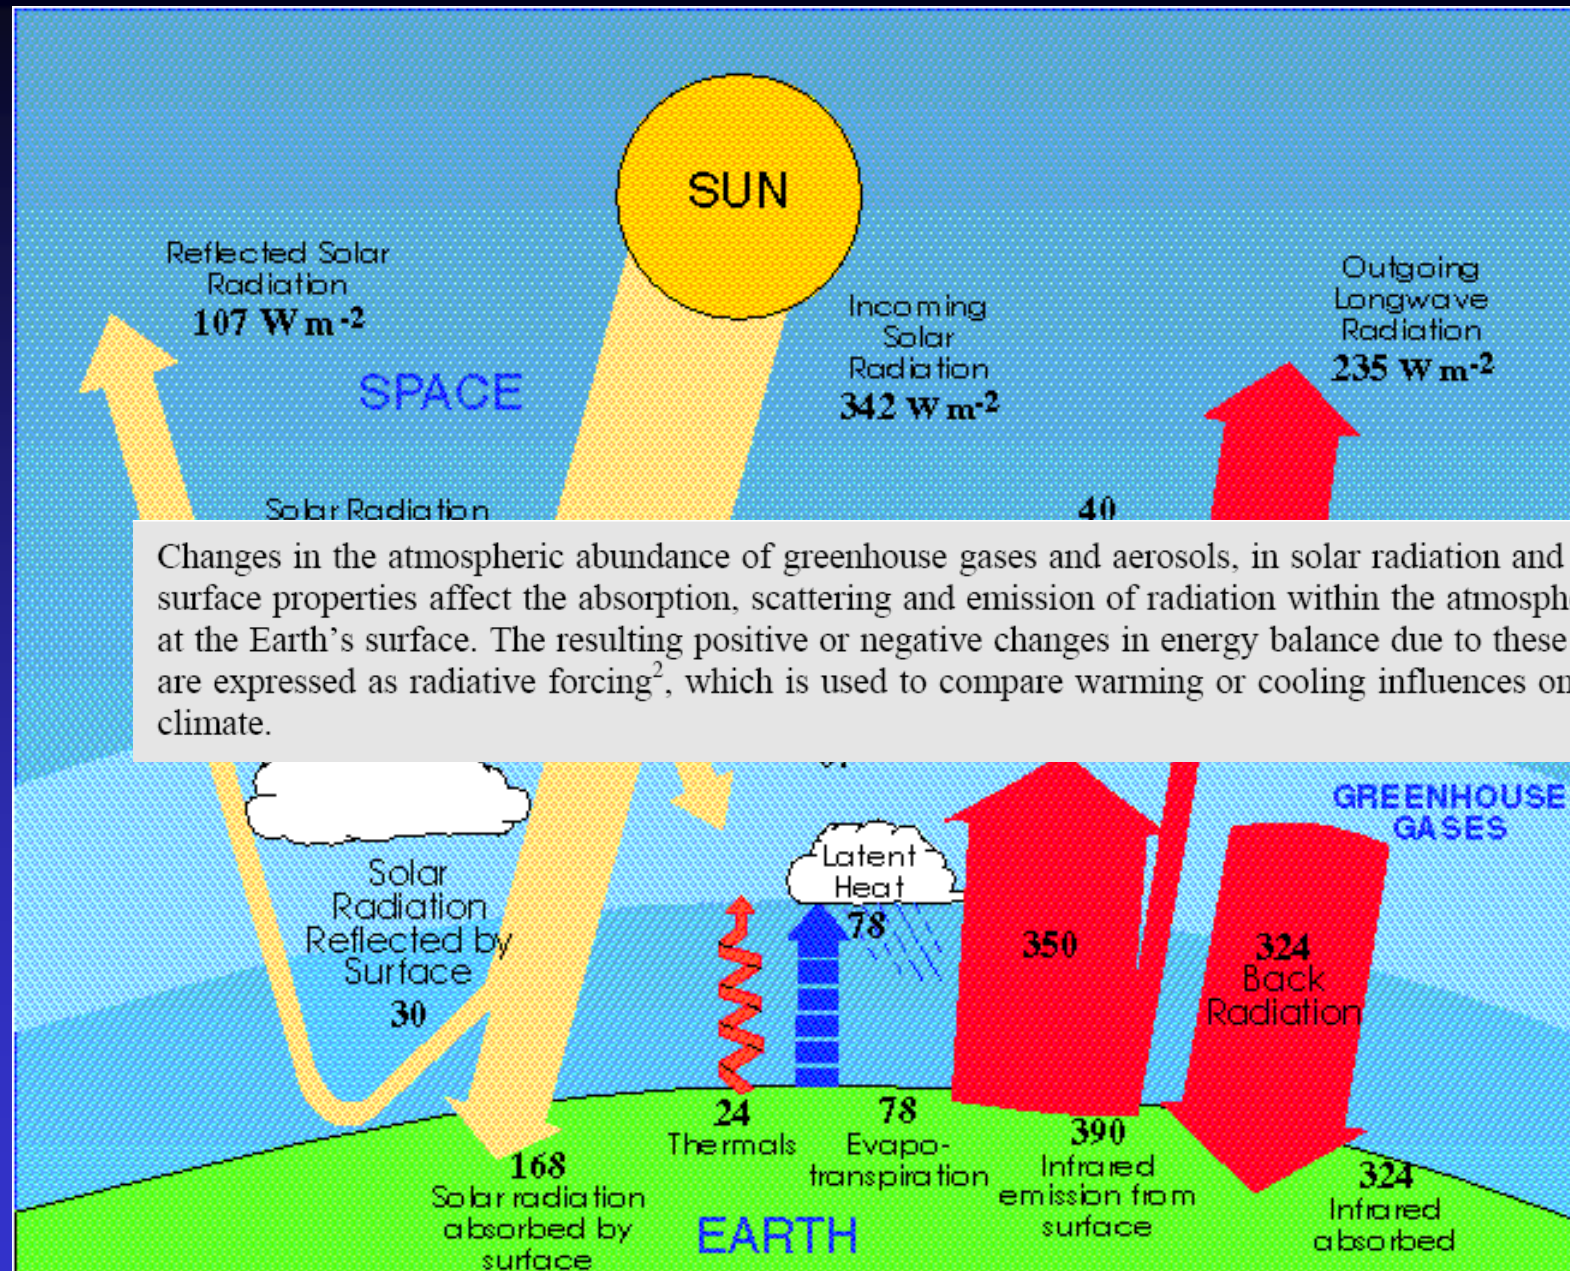 SUN
Reflected Solar
Radiation
107 W m-2
Incoming
Solar
Radiation
342 W m-2
Outgoing
Longwave
Radiation
235 W m-2
SPACE
Solar Radiation
40
Changes in the atmospheric abundance of greenhouse gases and aerosols, in solar radiation and
surface properties affect the absorption, scattering and emission of radiation within the atmosph
at the Earth's surface. The resulting positive or negative changes in energy balance due to these
are expressed as radiative forcing2, which is used to compare warming or cooling influences on
climate.
GREENHOUSE
GASES
Solar
Radiation
Reflected by
Surface
30
Latent
Heat
78
350
324
Back
Radiation
24
Thermals
78
Evapo-
transpiration
390
Infrared
emission from
surface
324
Infrared
absorbed
168
Solar radiation
absorbed by
surface
EARTH